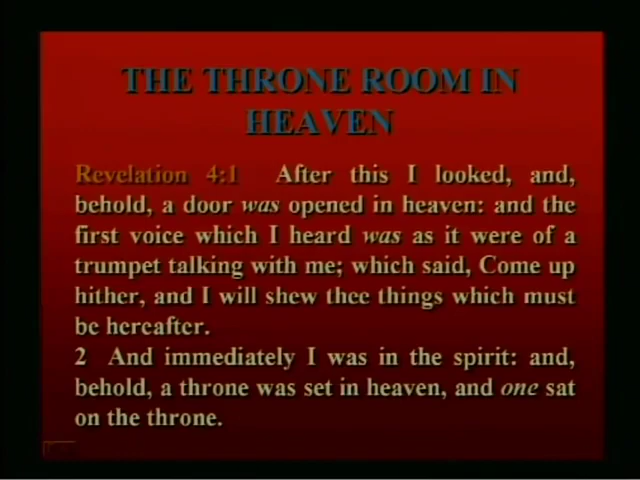 THE THRONE ROOM IN
HEAVEN
Revelation 4:1 After this I looked, and,
behold, a door was opened in heaven: and the
first voice which I heard was as it were of a
trumpet talking with me; which said, Come up
hither, and I will shew thee things which must
be hereafter.
2 And immediately I was in the spirit: and,
behold, a throne was set in heaven, and one sat
on the throne.